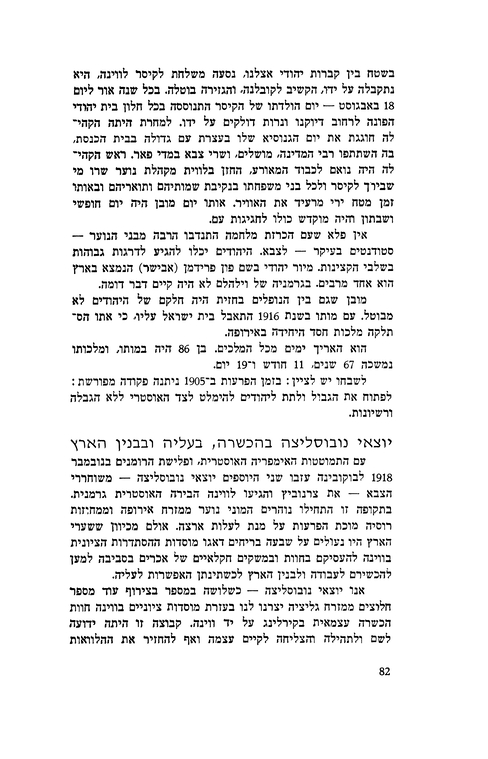 בשטח בין קברות יהודי אצלנו, נסעה משלחת לקיסר לווינה, היא
נתקבלה על ידו, הקשיב לקובלנה, והגזירה בוטלה. בכל שנה אור ליום
18 באבגוסט — יום הולדתו של הקיסר התנוססה בכל חלון בית יהודי
הפונה לרחוב דיוקנו ונרות דולקים על ידו. למחרת היתה הקהי־
לה חוגגת את יום הגנוסיא שלו בעצרת עם גדולה בבית הכנסת,
בה השתתפו רבי המדינה, מושלים, ושרי צבא במדי פאר. ראש הקהי־
לה היה נואם לכבוד המאורע, החזן בלווית מקהלת נוער שרו מי
שבירך לקיסר ולכל בני משפחתו בנקיבת שמותיהם ותואריהם ובאותו
זמן מטח ירי מרעיד את האוויר. אותו יום מובן היה יום חופשי
ושבתון והיה מוקדש כולו לחגיגות עם.
אין פלא שעם הכרזת מלחמה התנדבו הרבה מבני הנוער —
סטודנטים בעיקר — לצבא. היהודים יכלו להגיע לדרגות גבוהות
בשלבי הקצינות. מיור יהודי בשם פון פרידמן (אבישר) הנמצא בארץ
הוא אחד מרבים. בגרמניה של וילהלם לא היה קיים דבר דומה.
מובן שגם בין הנופלים בחזית היה חלקם של היהודים לא
מבוטל. עם מותו בשנת 1916 התאבל בית ישראל עליו, כי אתו הס־
תלקה מלכות חסד היחידה באירופה.
הוא האריך ימים מכל המלכים. בן 86 היה במותו, ומלכותו
נמשכה 67 שנים, 11 חודש ו־19 יום.
לשבחו יש לציין: בזמן הפרעות ב־1905 ניתנה פקודה מפורשת:
לפתוח את הגבול ולתת ליהודים להימלט לצד האוסטרי ללא הגבלה
ורשיונות.
יוצאי נובוסליצה בהכשרה, בעליה ובבנין הארץ
עם התמוטטות האימפריה האוסטרית, ופלישת הרומנים בנובמבר
1918 לבוקובינה עזבו שני היוספים יוצאי נובוסליצה — משוחררי
הצבא — את צרנוביץ והגיעו לווינה הבירה האוסטרית גרמנית.
בתקופה זו התחילו נוהרים המוני נוער ממזרח אירופה וממחוזות
רוסיה מוכת הפרעות על מנת לעלות ארצה. אולם מכיוון ששערי
הארץ היו נעולים על שבעה בריחים דאגו מוסדות ההסתדרות הציונית
בווינה להעסיקם בחוות ובמשקים חקלאיים של אכרים בסביבה למען
להכשירם לעבודה ולבנין הארץ לכשתינתן האפשרות לעליה.
אנו יוצאי נובוסליצה — כשלושה במספר בצירוף עוד מספר
חלוצים ממזרח גליציה יצרנו לנו בעזרת מוסדות ציוניים בווינה חוות
הכשרה עצמאית בקירלינג על יד ווינה. קבוצה זו היתה ידועה
לשם ולתהילה והצליחה לקיים עצמה ואף להחזיר את ההלוואות
82